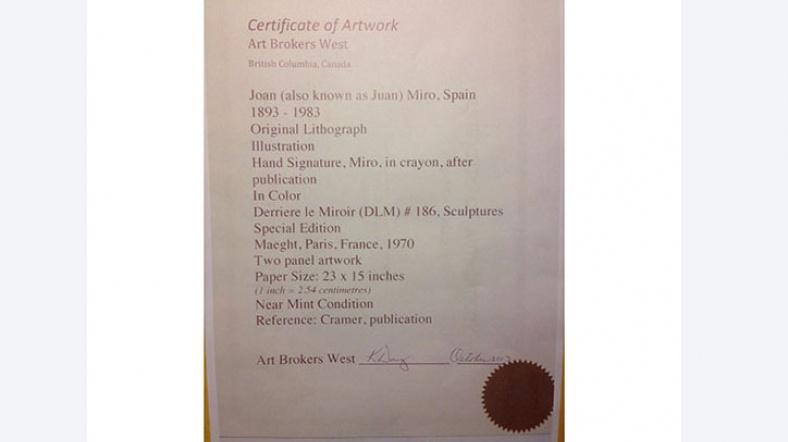 Certificate of Artwork
Art Brokers West
British Columbia, Canada
Joan (also known as Juan) Miro, Spain
1893 - 1983
Original Lithograph
Illustration
Hand Signature, Miro, in crayon, after
publication
In Color
Derriere le Miroir (DLM) # 186, Sculptures
Special Edition
Maeght, Paris, France, 1970
Two panel artwork
Paper Size: 23 x 15 inches
(1 inch = 2.54 centimetres)
Near Mint Condition
Reference: Cramer, publication
Art Brokers West